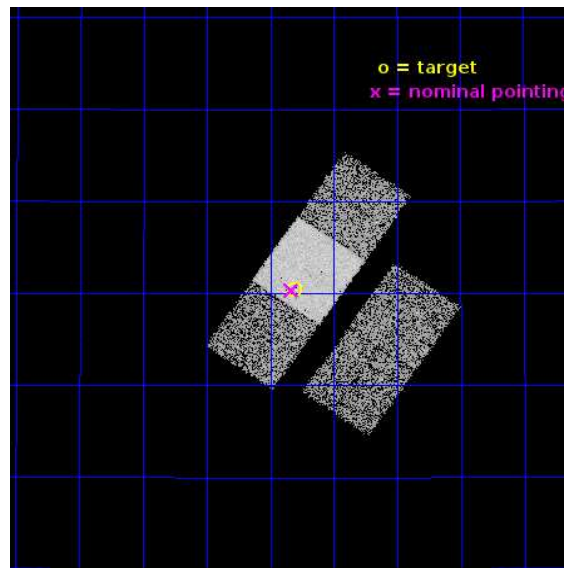 o = target
x = nominal pointing